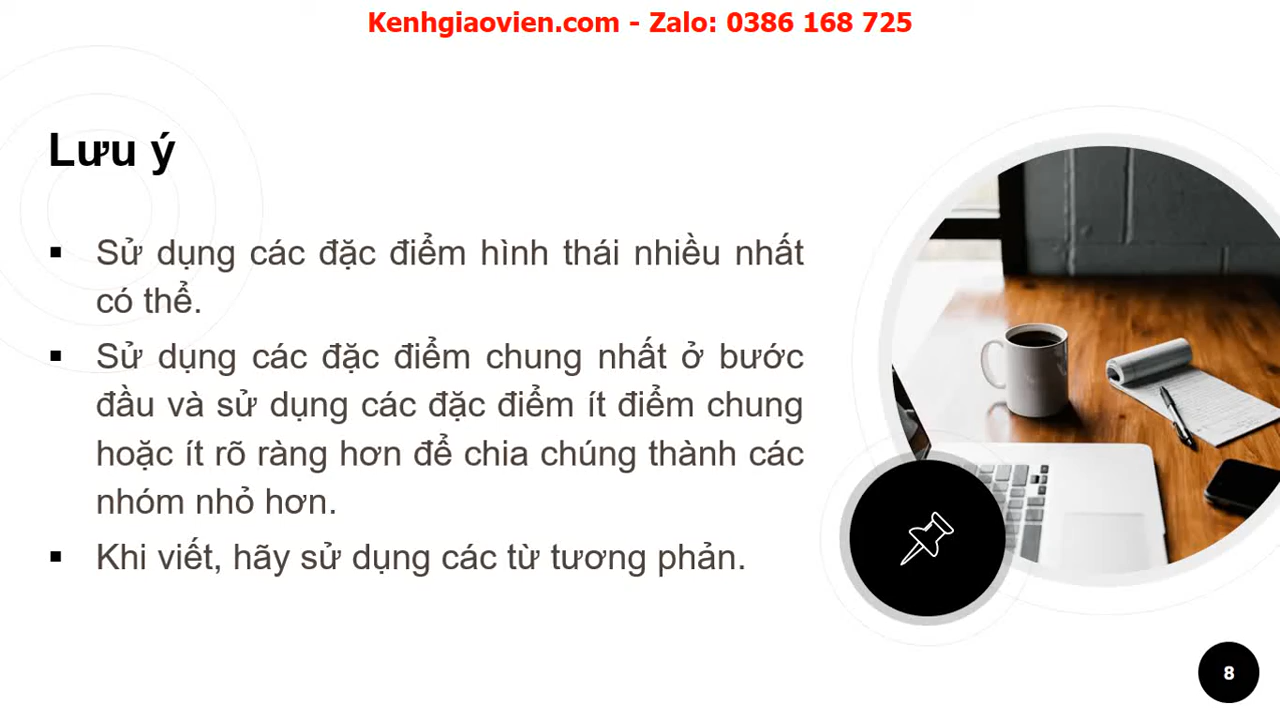 Kenhgiaovien.com - Zalo: 0386 168 725
Lưu ý
▪ Sử dụng các đặc điểm hình thái nhiều nhất
có thể.
▪ Sử dụng các đặc điểm chung nhất ở bước
đầu và sử dụng các đặc điểm ít điểm chung
hoặc ít rõ ràng hơn để chia chúng thành các
nhóm nhỏ hơn.
▪ Khi viết, hãy sử dụng các từ tương phản.
8